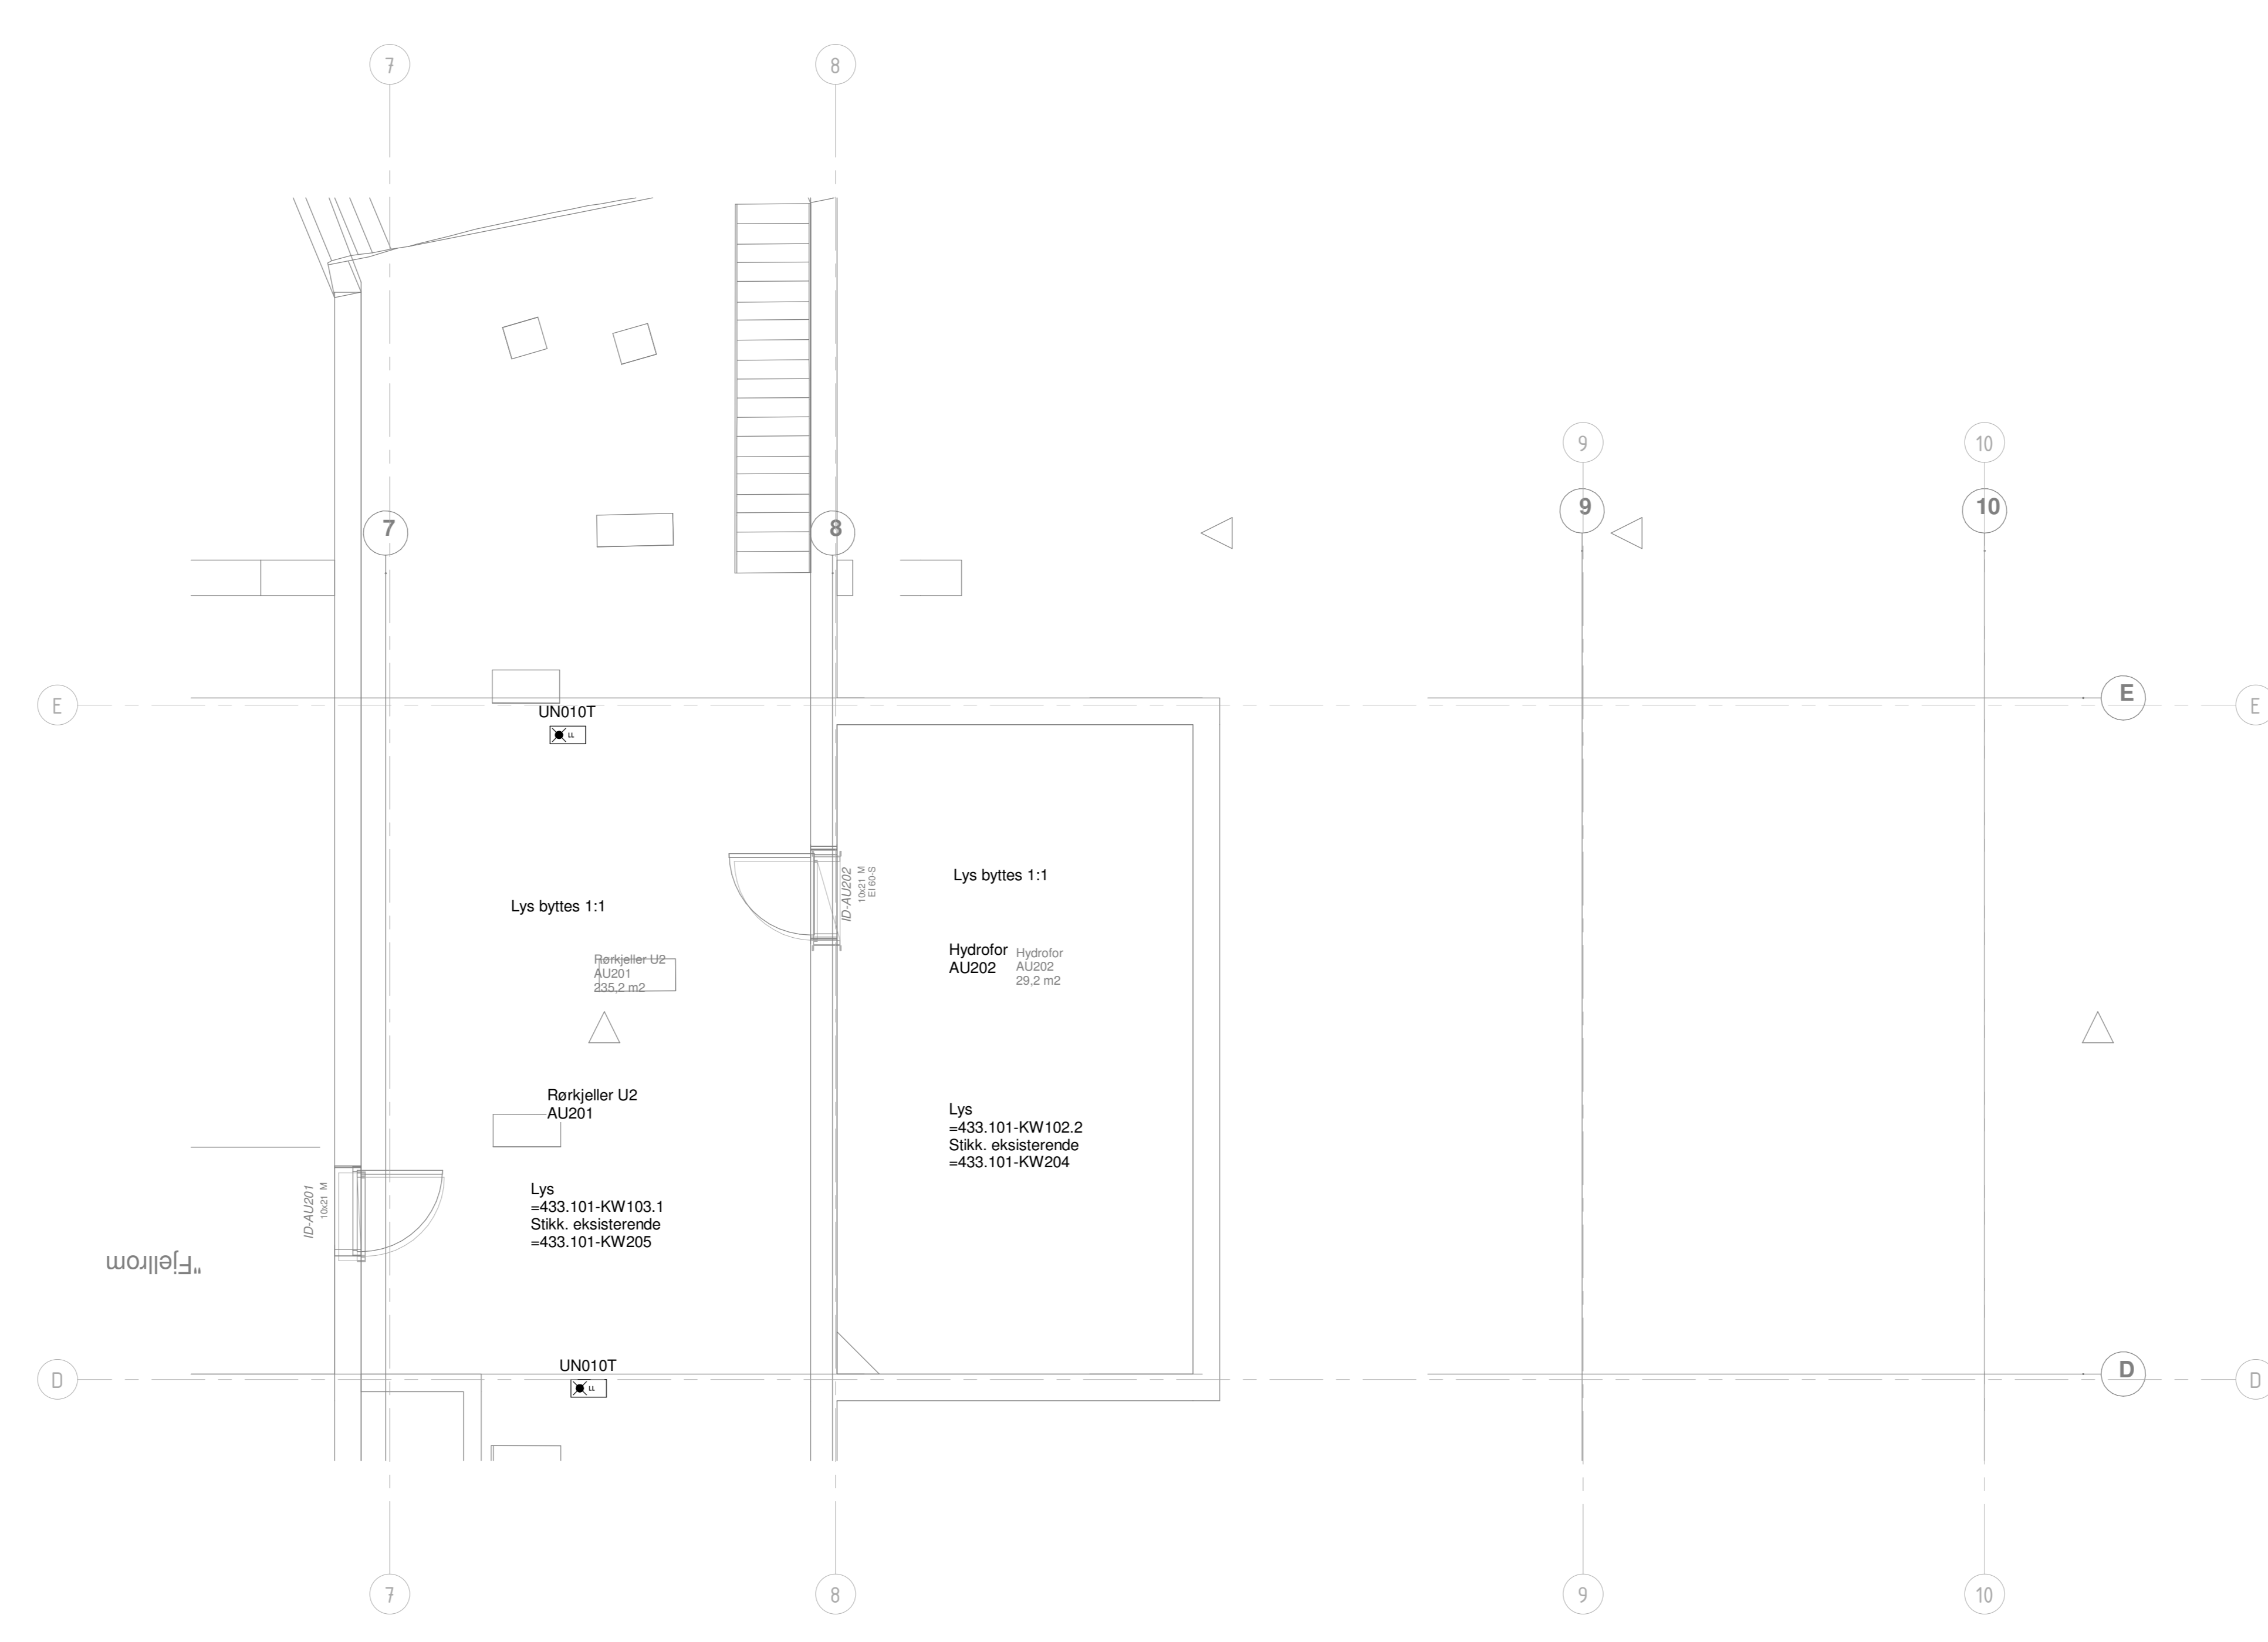 7
8
9
10
9
10
7
8
E
E
E
UN010T
LL
Lys byttes 1:1
ID-AU202
10x21 M
EI 60-S
Lys byttes 1:1
Rørkjeller U2
AU201
235,2 m2
Hydrofor
AU202
Hydrofor
AU202
29,2 m2
Rørkjeller U2
AU201
Lys
=433.101-KW102.2
Stikk. eksisterende
=433.101-KW204
ID-AU201
10x21 M
Lys
=433.101-KW103.1
Stikk. eksisterende
=433.101-KW205
"Fjellrom
UN010T
LL
D
D
D
7
8
9
10